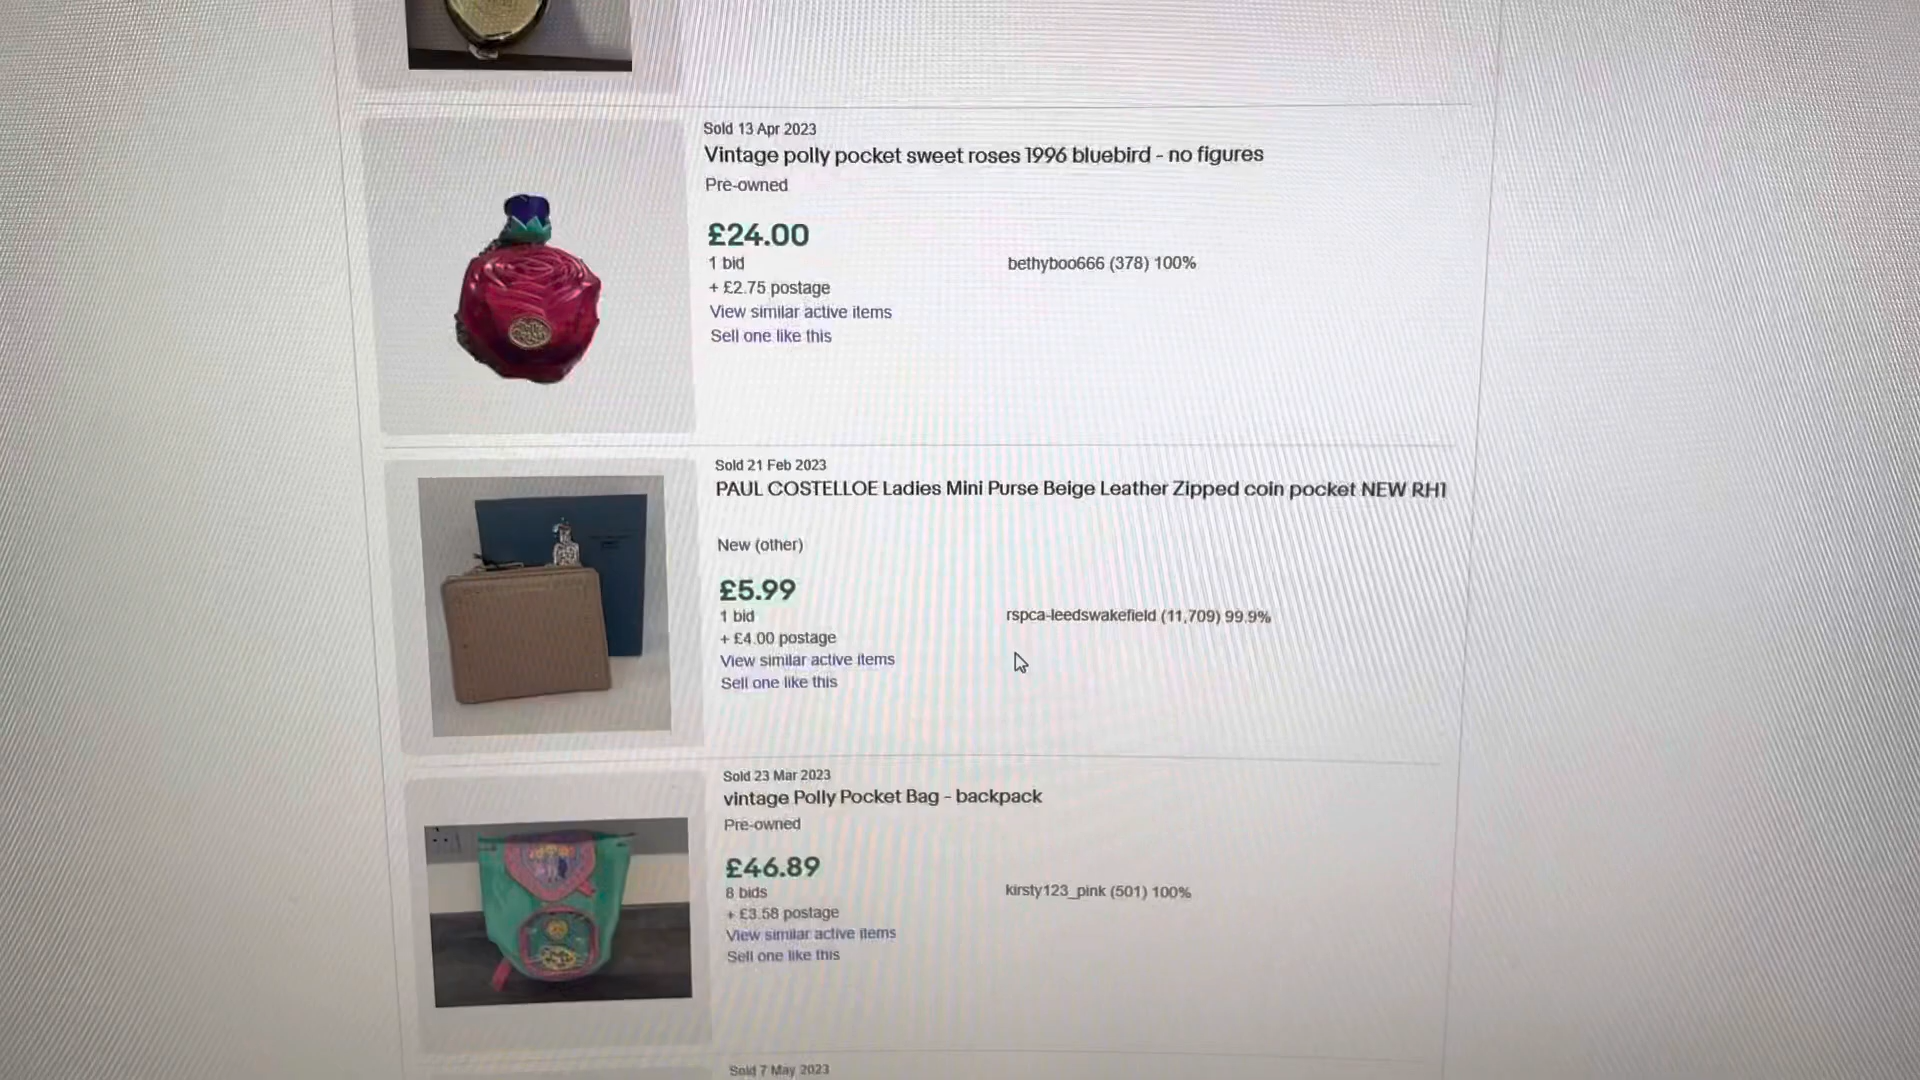 Sold 13 Apr 2023
Vintage polly pocket sweet roses 1996 bluebird - no figures
Pre-owned
£24.00
1 bid
bethyboo666 (378) 100%
+ £2.75 postage
View similar active items
Sell one like this
Sold 21 Feb 2023
PAUL COSTELLOE Ladies Mini Purse Beige Leather Zipped coin pocket NEW RH1
New (other)
£5.99
1 bid
rspca-leedswakefield (11,709) 99.9%
+ £4.00 postage
View similar active items
Sell one like this
Sold 23 Mar 2023
vintage Polly Pocket Bag - backpack
Pre-owned
£46.89
8 bids
kirsty123_pink (501) 100%
+ £3.58 postage
View similar active items
Sell one like this
Sold 7 May 2023